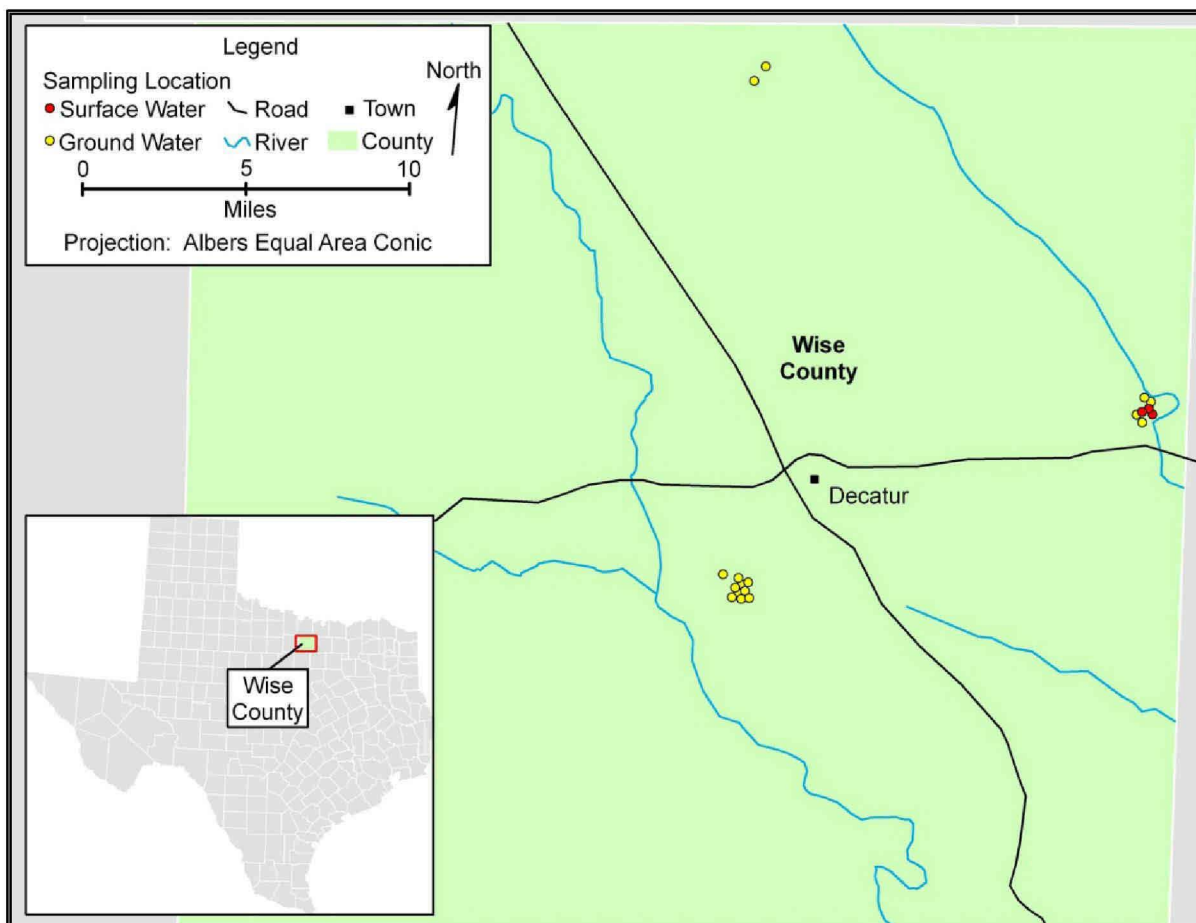 Legend
Sampling Location
North
Surface Water
Road
Town
Ground Water
River
County
0
5
10
Miles
Projection: Albers Equal Area Conic
Wise
County
Decatur
Wise
County